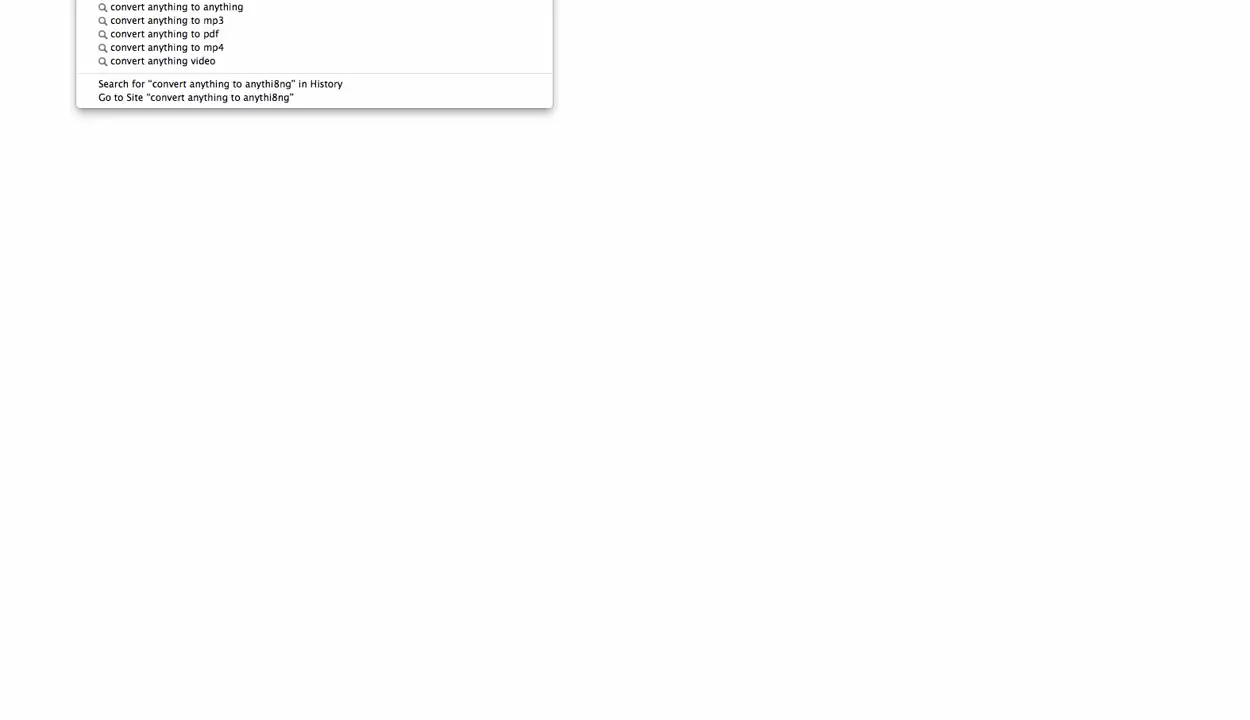 convert anything to anything
convert anything to mp3
convert anything to pdf
convert anything to mp4
convert anything video
Search for "convert anything to anythi8ng" in History
Go to Site "convert anything to anythi8ng"